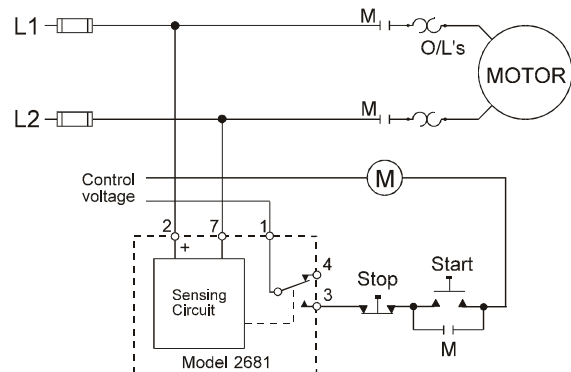 L1
M
O/L's
MOTOR
L2
M
Control
voltage
M
2
7
1
+
4
3
Stop
Start
Sensing
Circuit
M
Model 2681